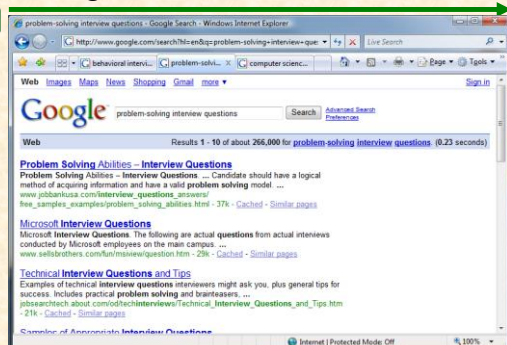 problem-solving interview questions - Google Search - Windows Internet Explorer
http://www.google.com/search?hl=en&q=problem-solving+interview+que:
Live Search
behavioral intervi...
problem-solvi...
computer scienc...
Page
Tools
Web Images Maps News Shopping Gmail more ▼
Sign in
Google
problem-solving interview questions
Search
Advanced Search
Preferences
Web
Results 1 - 10 of about 266,000 for problem-solving interview questions. (0.23 seconds)
Problem Solving Abilities – Interview Questions
Problem Solving Abilities – Interview Questions. ... Candidate should have a logical
method of acquiring information and have a valid problem solving model. ...
www.jobbankusa.com/interview_questions_answers/
free_samples_examples/problem_solving_abilities.html - 37k - Cached - Similar pages
Microsoft Interview Questions
Microsoft Interview Questions. The following are actual questions from actual interviews
conducted by Microsoft employees on the main campus. ...
www.sellsbrothers.com/fun/msiview/question.htm - 29k - Cached - Similar pages
Technical Interview Questions and Tips
Examples of technical interview questions interviewers might ask you, plus general tips for
success. Includes practical problem solving and brainteasers, ...
jobsearchtech.about.com/od/techinterviews/Technical_Interview_Questions_and_Tips.htm
- 21k - Cached - Similar pages
Samples of Appropriate Interview Questions
Internet | Protected Mode: Off
100%